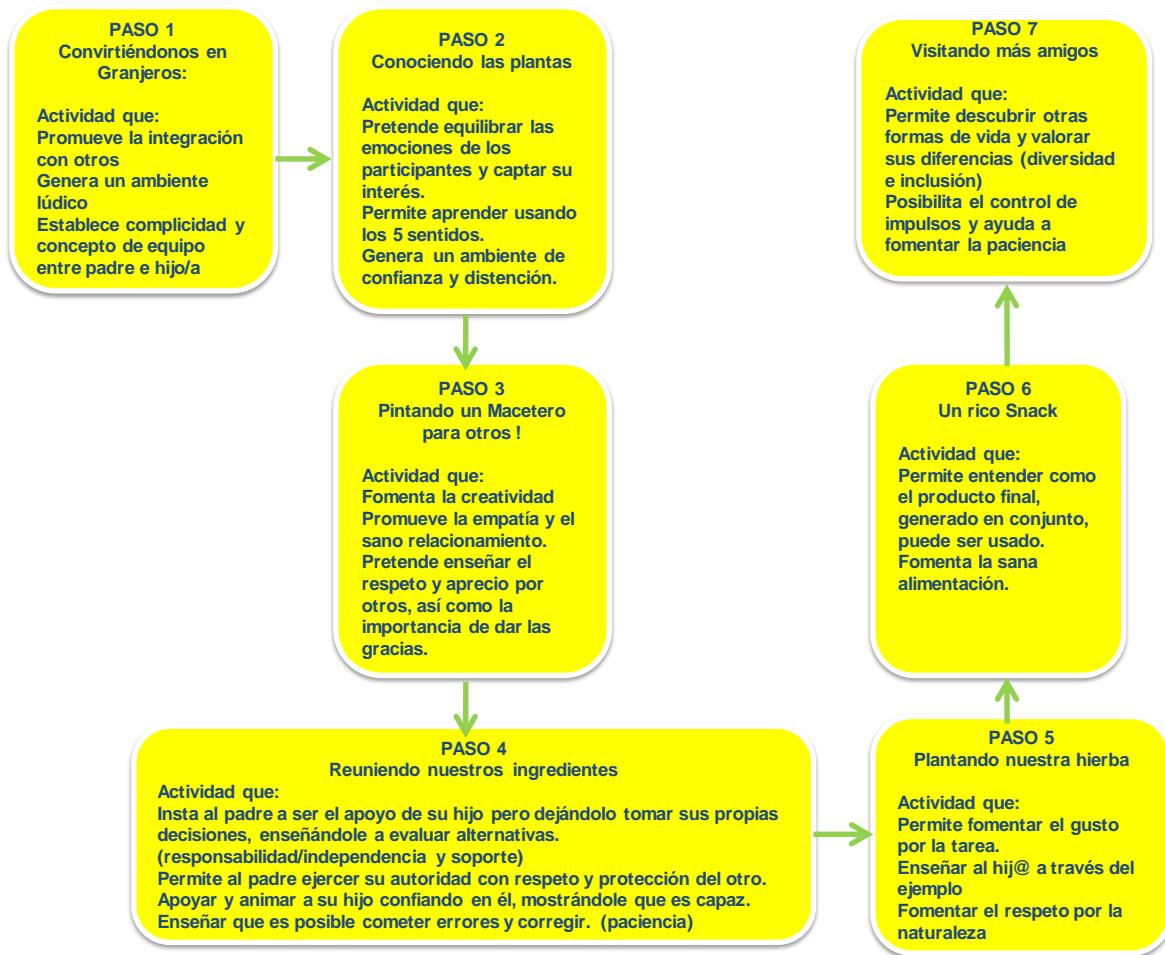 PASO 1
Convirtiéndonos en
Granjeros:
Actividad que:
Promueve la integración
con otros
Genera un ambiente
lúdico
Establece complicidad y
concepto de equipo
entre padre e hijo/a
PASO 2
Conociendo las plantas
Actividad que:
Pretende equilibrar las
emociones de los
participantes y captar su
interés.
Permite aprender usando
los 5 sentidos.
Genera un ambiente de
confianza y distención.
PASO 3
Pintando un Macetero
para otros !
Actividad que:
Fomenta la creatividad
Promueve la empatía y el
sano relacionamiento.
Pretende enseñar el
respeto y aprecio por
otros, así como la
importancia de dar las
gracias.
PASO 4
Reuniendo nuestros ingredientes
Actividad que:
Insta al padre a ser el apoyo de su hijo pero dejándolo tomar sus propias
decisiones, enseñándole a evaluar alternativas.
(responsabilidad/independencia y soporte)
Permite al padre ejercer su autoridad con respeto y protección del otro.
Apoyar y animar a su hijo confiando en él, mostrándole que es capaz.
Enseñar que es posible cometer errores y corregir. (paciencia)
PASO 5
Plantando nuestra hierba
Actividad que:
Permite fomentar el gusto
por la tarea.
Enseñar al hij@ a través del
ejemplo
Fomentar el respeto por la
naturaleza
PASO 6
Un rico Snack
Actividad que:
Permite entender como
el producto final,
generado en conjunto,
puede ser usado.
Fomenta la sana
alimentación.
PASO 7
Visitando más amigos
Actividad que:
Permite descubrir otras
formas de vida y valorar
sus diferencias (diversidad
e inclusión)
Posibilita el control de
impulsos y ayuda a
fomentar la paciencia